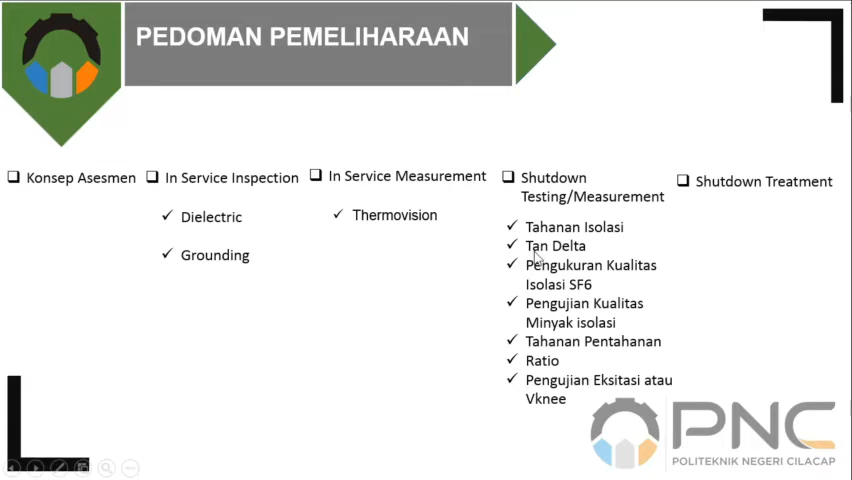 PEDOMAN PEMELIHARAAN
Konsep Asesmen
In Service Inspection
Dielectric
Grounding
In Service Measurement
Thermovision
Shutdown
Testing/Measurement
Tahanan Isolasi
Tan Delta
Pengukuran Kualitas
Isolasi SF6
Pengujian Kualitas
Minyak isolasi
Tahanan Pentahanan
Ratio
Pengujian Eksitasi atau
Vknee
Shutdown Treatment
PNC
POLITEKNIK NEGERI CILACAP